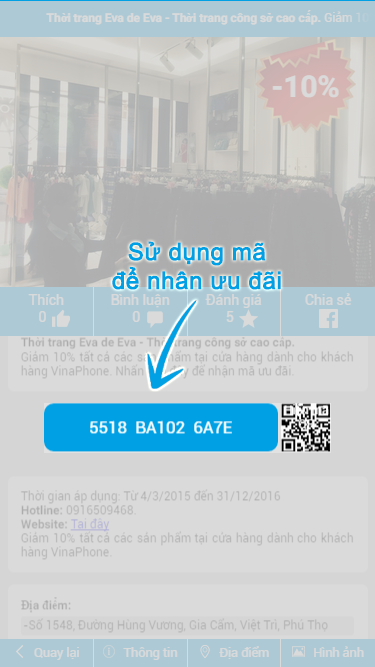 Thời trang Eva de Eva - Thời trang công sở cao cấp. Giảm
-10%
Sử dụng mã
để nhân ưu đãi
Thích
0
Bình luận
0
Đánh giá
5
Chia sẻ
Thời trang Eva de Eva - Thời trang công sở cao cấp.
Giảm 10% tất cả các sản phẩm tại cửa hàng dành cho khách
hàng VinaPhone. Nhấn đây để nhận mã ưu đãi.
5518 BA102 6A7E
Thời gian áp dụng: Từ 4/3/2015 đến 31/12/2016
Hotline: 0916509468.
Website: Tại đây
Giảm 10% tất cả các sản phẩm tại cửa hàng dành cho khách
hàng VinaPhone.
Địa điểm:
-Số 1548, Đường Hùng Vương, Gia Cẩm, Việt Trì, Phú Thọ
Quay lại
Thông tin
Địa điểm
Hình ảnh